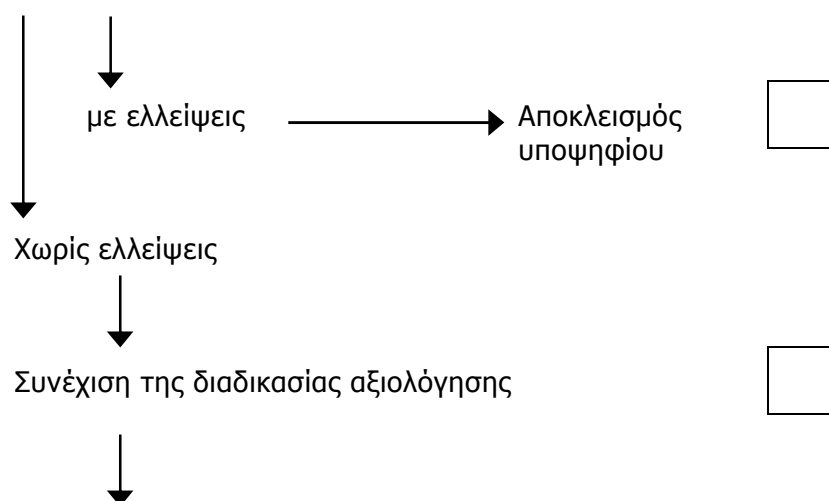 με ελλείψεις
Αποκλεισμός
υποψηφίου
Χωρίς ελλείψεις
Συνέχιση της διαδικασίας αξιολόγησης